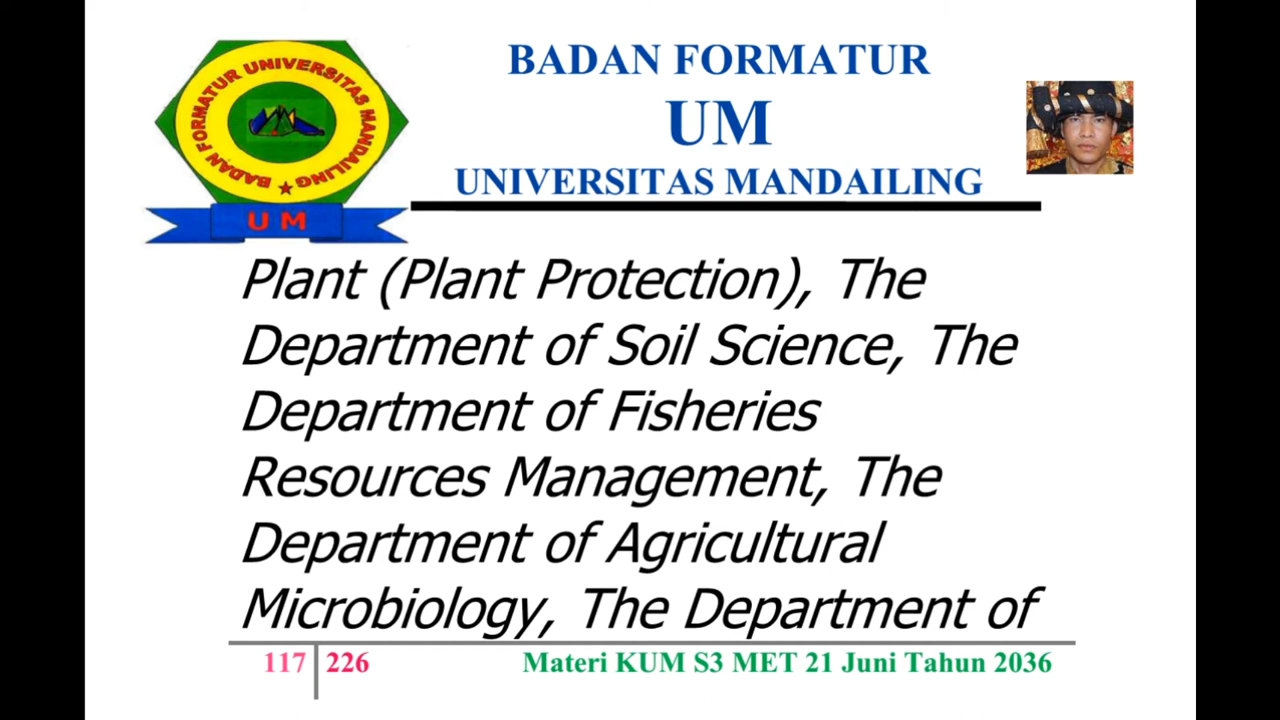 BADAN FORMATUR UNIVERSITAS MANDAILING
UM
BADAN FORMATUR
UM
UNIVERSITAS MANDAILING
Plant (Plant Protection), The
Department of Soil Science, The
Department of Fisheries
Resources Management, The
Department of Agricultural
Microbiology, The Department of
117 226 Materi KUM S3 MET 21 Juni Tahun 2036